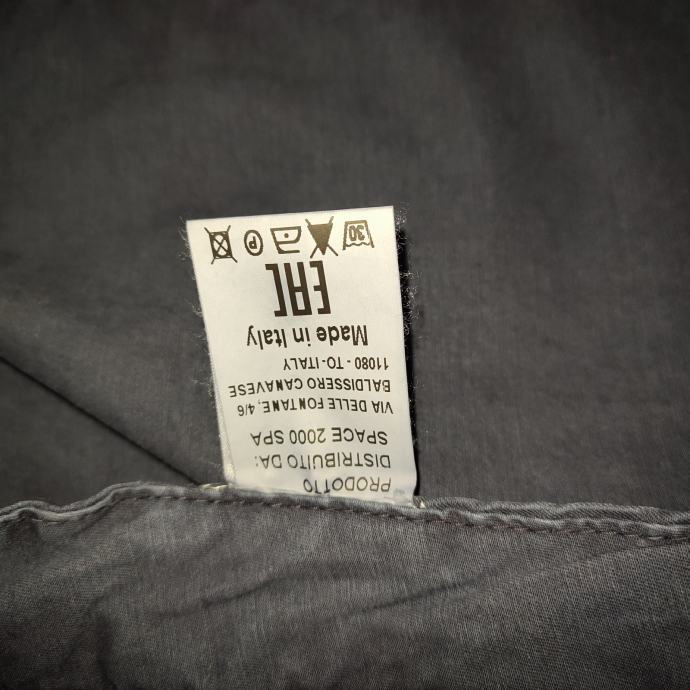 PRODOTTO
DISTRIBUITO DA:
SPACE 2000 SPA
VIA DELLE FONTANE, 4/6
BALDISSERO CANAVESE
11080 - TO-ITALY
Made in Italy
EAC
30 P